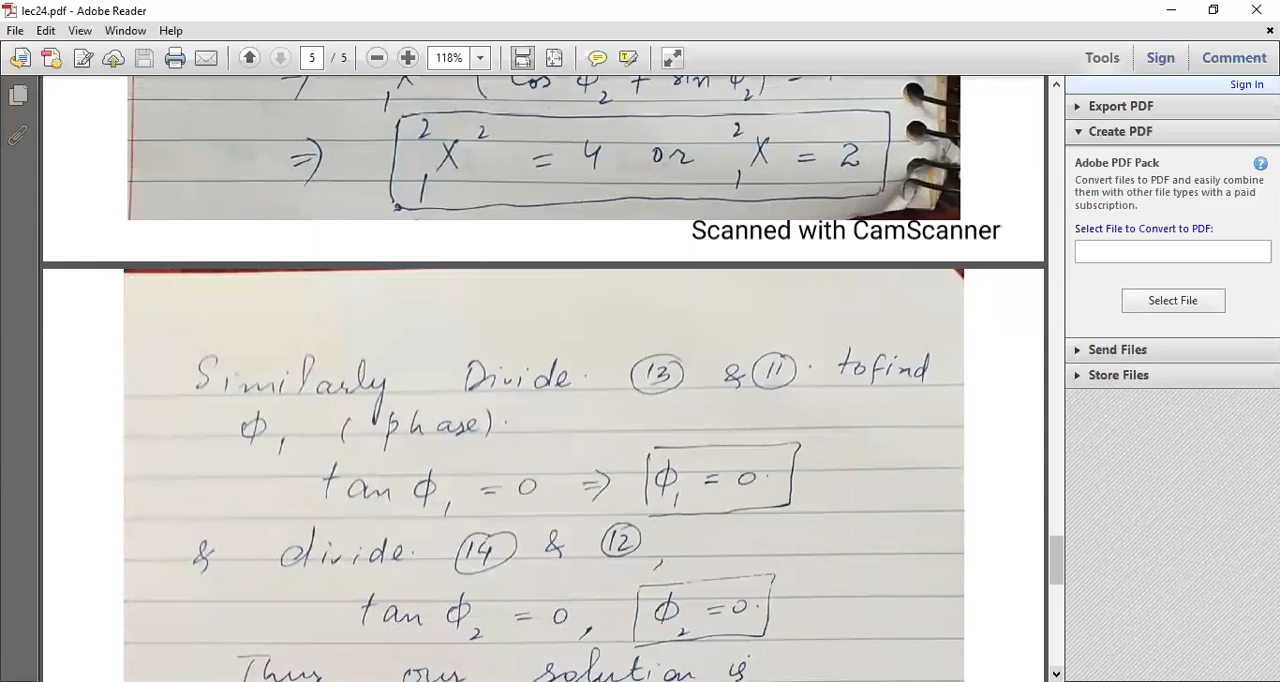 lec24.pdf - Adobe Reader
File Edit View Window Help
5 / 5 118% Tools Sign Comment
Sign In
Export PDF
Create PDF
Adobe PDF Pack
Convert files to PDF and easily combine
them with other file types with a paid
subscription.
Select File to Convert to PDF:
Select File
Send Files
Store Files
⇒ ₁²X² = 4 or ₁²X = 2
Scanned with CamScanner
Similarly Divide. ⑬ & ⑪. to find
ϕ₁ (phase).
tan ϕ₁ = 0 ⇒ ϕ₁ = 0.
& divide. ⑭ & ⑫,
tan ϕ₂ = 0, ϕ₂ = 0.
Thus our solution is